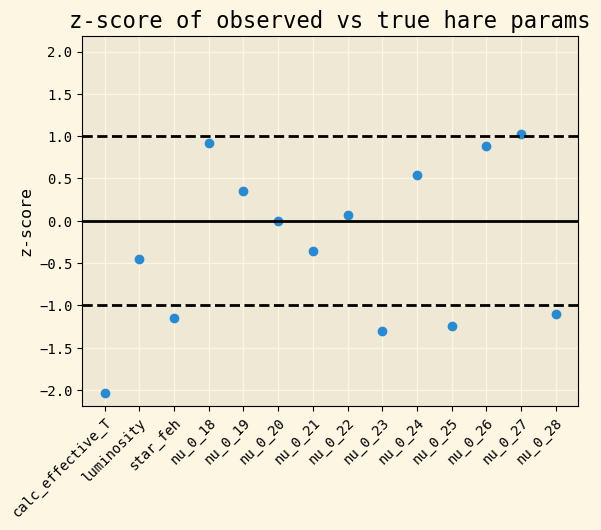 z-score of observed vs true hare params
z-score
2.0
1.5
1.0
0.5
0.0
−0.5
−1.0
−1.5
−2.0
calc_effective_T
luminosity
star_feh
nu_0_18
nu_0_19
nu_0_20
nu_0_21
nu_0_22
nu_0_23
nu_0_24
nu_0_25
nu_0_26
nu_0_27
nu_0_28